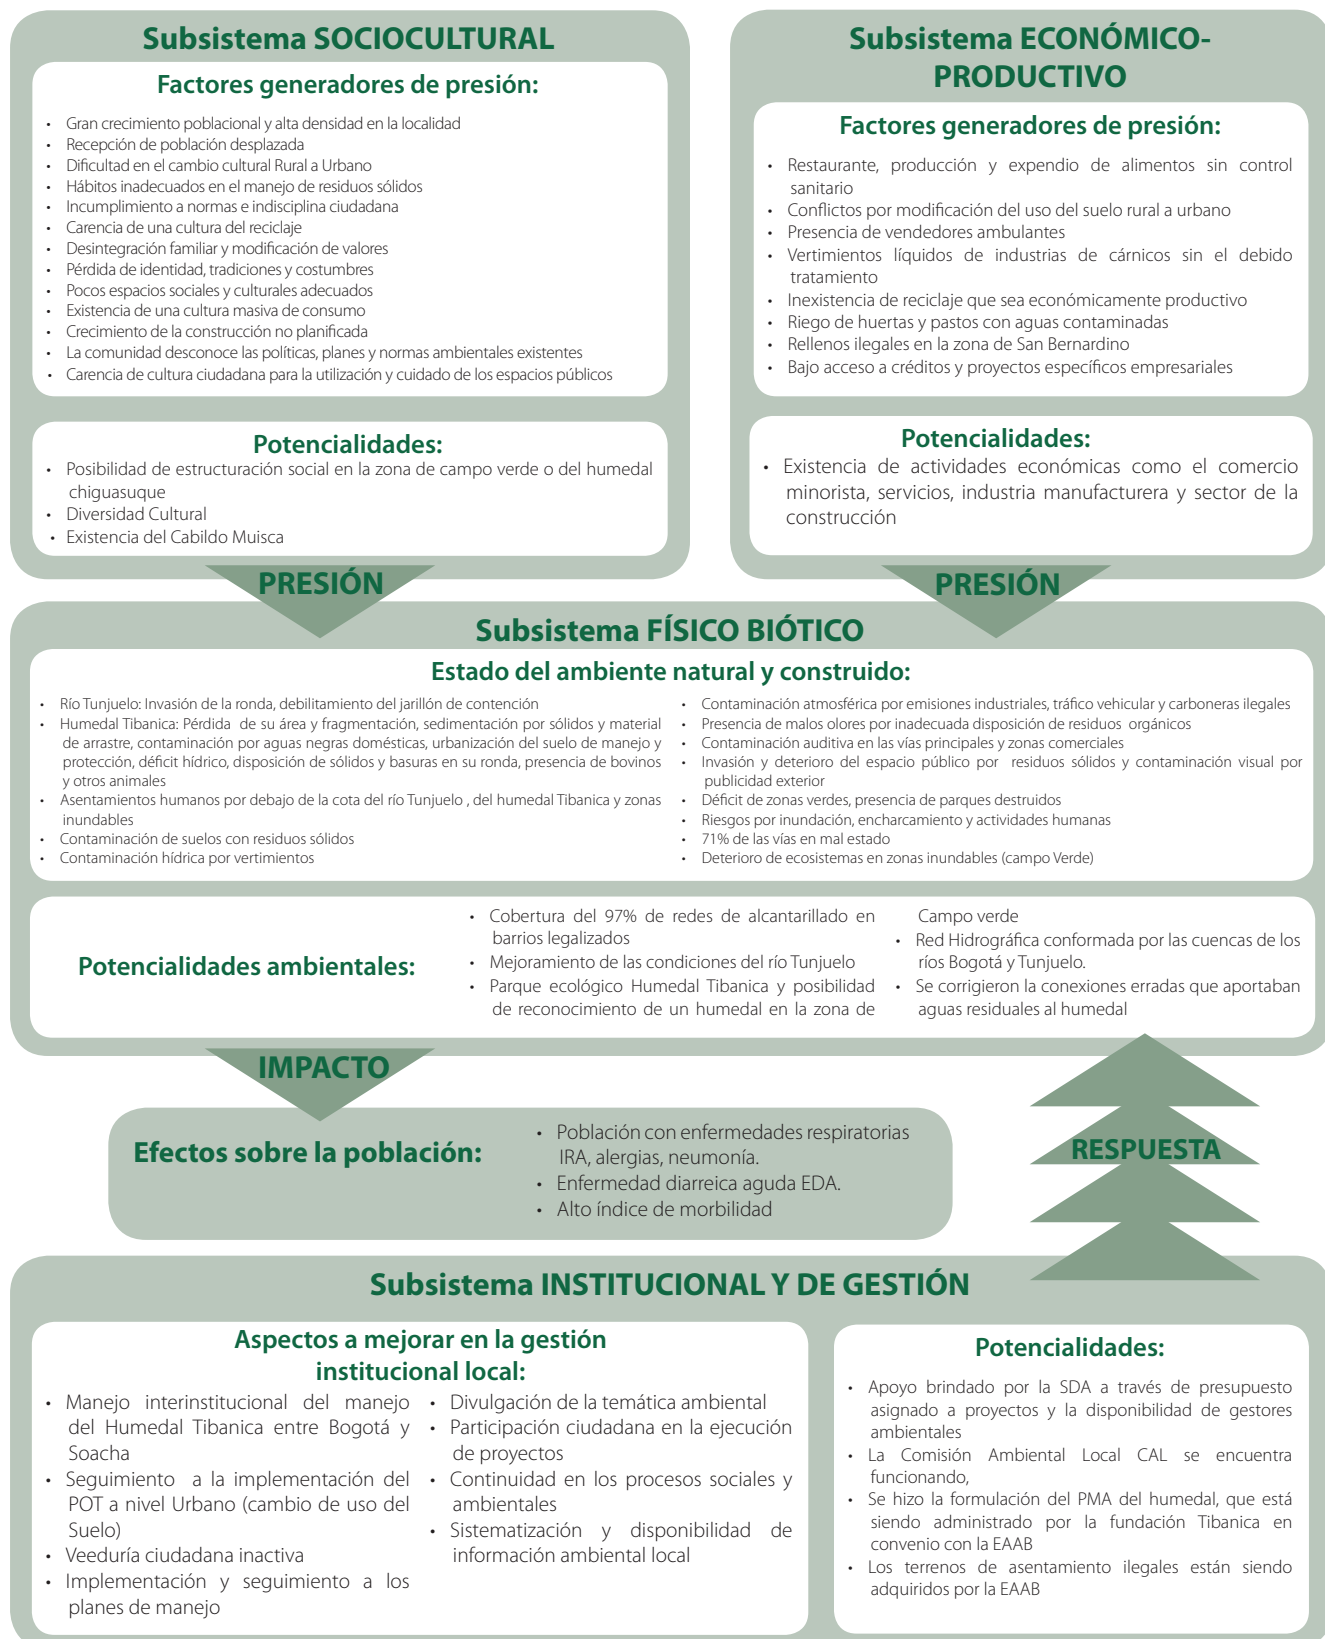 Subsistema SOCIOCULTURAL
Factores generadores de presión:
• Gran crecimiento poblacional y alta densidad en la localidad
• Recepción de población desplazada
• Dificultad en el cambio cultural Rural a Urbano
• Hábitos inadecuados en el manejo de residuos sólidos
• Incumplimiento a normas e indisciplina ciudadana
• Carencia de una cultura del reciclaje
• Desintegración familiar y modificación de valores
• Pérdida de identidad, tradiciones y costumbres
• Pocos espacios sociales y culturales adecuados
• Existencia de una cultura masiva de consumo
• Crecimiento de la construcción no planificada
• La comunidad desconoce las políticas, planes y normas ambientales existentes
• Carencia de cultura ciudadana para la utilización y cuidado de los espacios públicos
Potencialidades:
• Posibilidad de estructuración social en la zona de campo verde o del humedal
chiguasuque
• Diversidad Cultural
• Existencia del Cabildo Muisca
PRESIÓN
Subsistema ECONÓMICO-
PRODUCTIVO
Factores generadores de presión:
• Restaurante, producción y expendio de alimentos sin control
sanitario
• Conflictos por modificación del uso del suelo rural a urbano
• Presencia de vendedores ambulantes
• Vertimientos líquidos de industrias de cárnicos sin el debido
tratamiento
• Inexistencia de reciclaje que sea económicamente productivo
• Riego de huertas y pastos con aguas contaminadas
• Rellenos ilegales en la zona de San Bernardino
• Bajo acceso a créditos y proyectos específicos empresariales
Potencialidades:
• Existencia de actividades económicas como el comercio
minorista, servicios, industria manufacturera y sector de la
construcción
PRESIÓN
Subsistema FÍSICO BIÓTICO
Estado del ambiente natural y construido:
• Río Tunjuelo: Invasión de la ronda, debilitamiento del jarillón de contención
• Humedal Tibanica: Pérdida de su área y fragmentación, sedimentación por sólidos y material
de arrastre, contaminación por aguas negras domésticas, urbanización del suelo de manejo y
protección, déficit hídrico, disposición de sólidos y basuras en su ronda, presencia de bovinos
y otros animales
• Asentamientos humanos por debajo de la cota del río Tunjuelo , del humedal Tibanica y zonas
inundables
• Contaminación de suelos con residuos sólidos
• Contaminación hídrica por vertimientos
• Contaminación atmosférica por emisiones industriales, tráfico vehicular y carboneras ilegales
• Presencia de malos olores por inadecuada disposición de residuos orgánicos
• Contaminación auditiva en las vías principales y zonas comerciales
• Invasión y deterioro del espacio público por residuos sólidos y contaminación visual por
publicidad exterior
• Déficit de zonas verdes, presencia de parques destruidos
• Riesgos por inundación, encharcamiento y actividades humanas
• 71% de las vías en mal estado
• Deterioro de ecosistemas en zonas inundables (campo Verde)
Potencialidades ambientales:
• Cobertura del 97% de redes de alcantarillado en
barrios legalizados
• Mejoramiento de las condiciones del río Tunjuelo
• Parque ecológico Humedal Tibanica y posibilidad
de reconocimiento de un humedal en la zona de
Campo verde
• Red Hidrográfica conformada por las cuencas de los
ríos Bogotá y Tunjuelo.
• Se corrigieron la conexiones erradas que aportaban
aguas residuales al humedal
IMPACTO
Efectos sobre la población:
• Población con enfermedades respiratorias
IRA, alergias, neumonía.
• Enfermedad diarreica aguda EDA.
• Alto índice de morbilidad
RESPUESTA
Subsistema INSTITUCIONAL Y DE GESTIÓN
Aspectos a mejorar en la gestión
institucional local:
• Manejo interinstitucional del manejo
del Humedal Tibanica entre Bogotá y
Soacha
• Seguimiento a la implementación del
POT a nivel Urbano (cambio de uso del
Suelo)
• Veeduría ciudadana inactiva
• Implementación y seguimiento a los
planes de manejo
• Divulgación de la temática ambiental
• Participación ciudadana en la ejecución
de proyectos
• Continuidad en los procesos sociales y
ambientales
• Sistematización y disponibilidad de
información ambiental local
Potencialidades:
• Apoyo brindado por la SDA a través de presupuesto
asignado a proyectos y la disponibilidad de gestores
ambientales
• La Comisión Ambiental Local CAL se encuentra
funcionando,
• Se hizo la formulación del PMA del humedal, que está
siendo administrado por la fundación Tibanica en
convenio con la EAAB
• Los terrenos de asentamiento ilegales están siendo
adquiridos por la EAAB